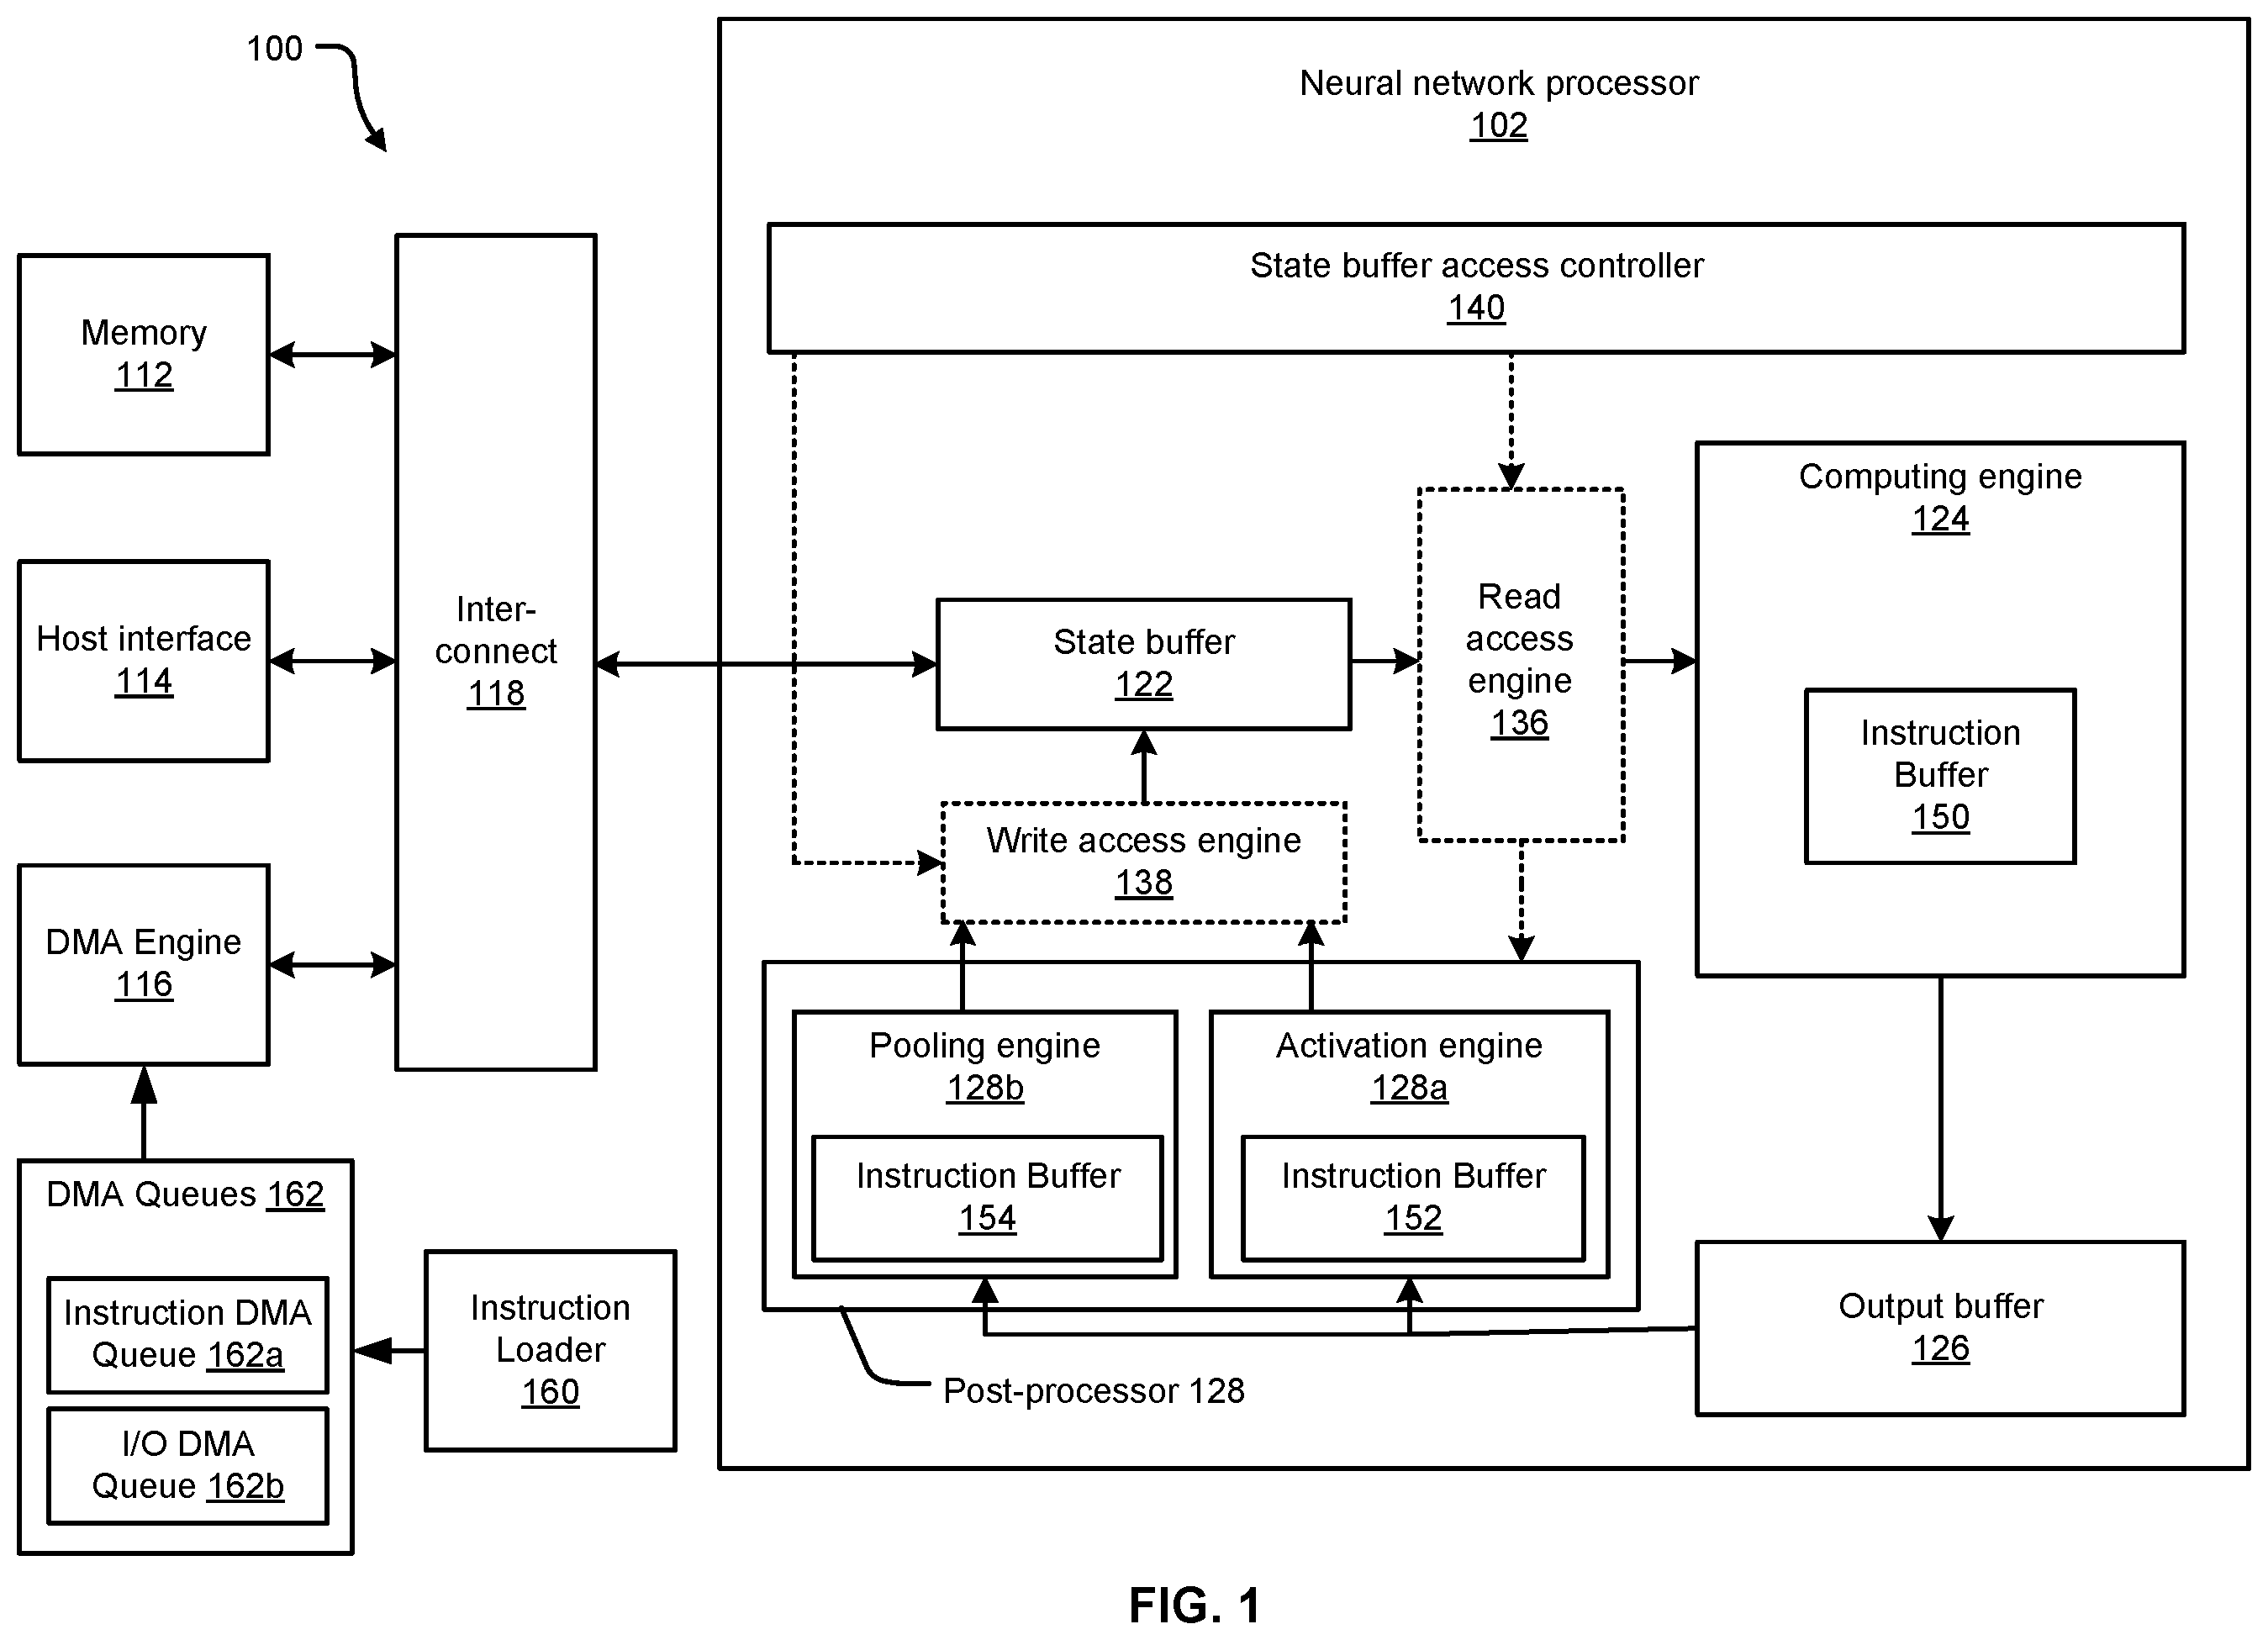 100
Neural network processor
102
State buffer access controller
140
Memory
112
Host interface
114
DMA Engine
116
Inter-
connect
118
State buffer
122
Read
access
engine
136
Computing engine
124
Instruction
Buffer
150
Write access engine
138
Pooling engine
128b
Instruction Buffer
154
Activation engine
128a
Instruction Buffer
152
DMA Queues 162
Instruction DMA
Queue 162a
I/O DMA
Queue 162b
Instruction
Loader
160
Output buffer
126
Post-processor 128
FIG. 1